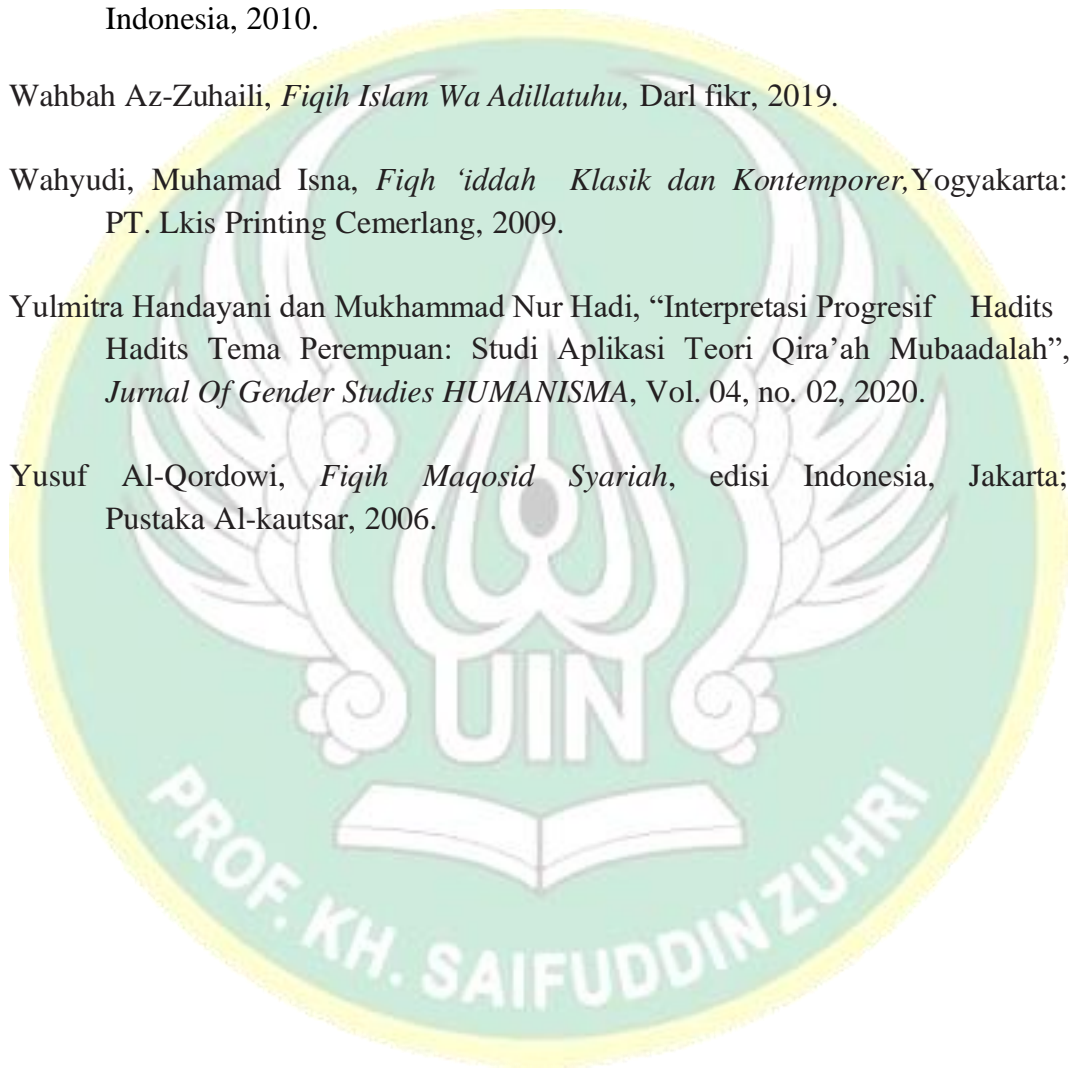 Indonesia, 2010.
Wahbah Az-Zuhaili, Fiqih Islam Wa Adillatuhu, Darl fikr, 2019.
Wahyudi, Muhamad Isna, Fiqh ‘iddah Klasik dan Kontemporer,Yogyakarta:
PT. Lkis Printing Cemerlang, 2009.
Yulmitra Handayani dan Mukhammad Nur Hadi, “Interpretasi Progresif Hadits
Hadits Tema Perempuan: Studi Aplikasi Teori Qira’ah Mubaadalah”,
Jurnal Of Gender Studies HUMANISMA, Vol. 04, no. 02, 2020.
Yusuf Al-Qordowi, Fiqih Maqosid Syariah, edisi Indonesia, Jakarta;
Pustaka Al-kautsar, 2006.
UIN
PROF. KH. SAIFUDDIN ZUHRI